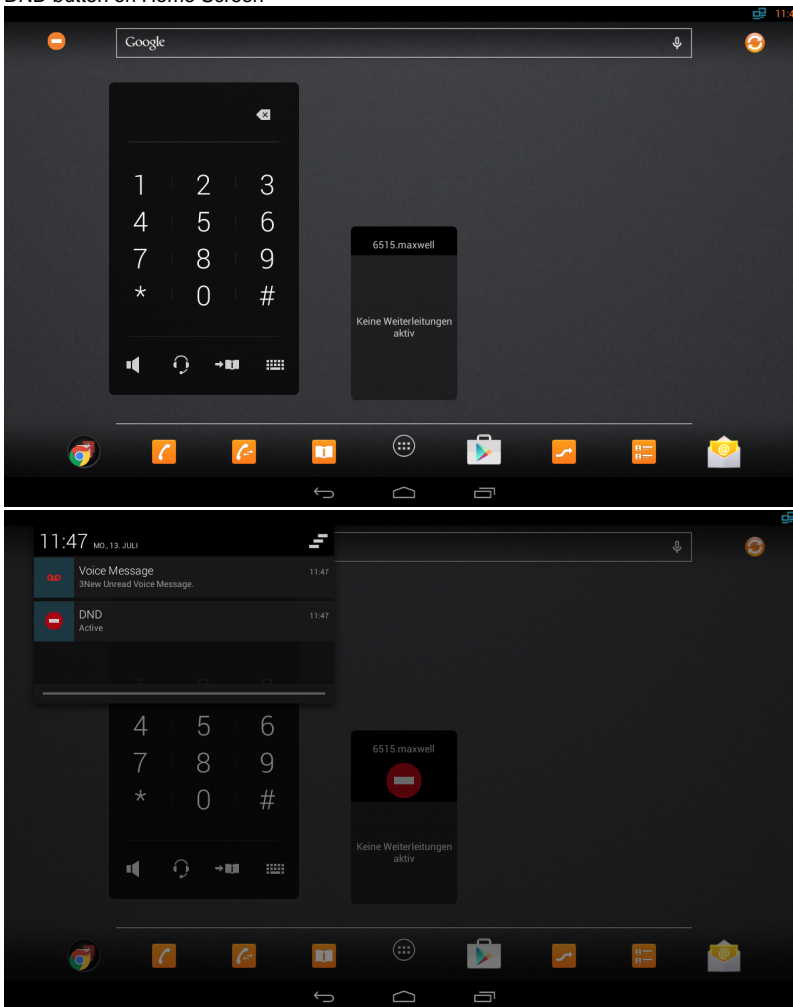 DND button on Home Screen
11:4
Google
1 2 3
4 5 6
7 8 9
* 0 #
6515.maxwell
Keine Weiterleitungen
aktiv
11:47 MO., 13. JULI
Voice Message 11:47
3New Unread Voice Message.
DND 11:47
Active
4 5 6
7 8 9
* 0 #
6515.maxwell
Keine Weiterleitungen
aktiv